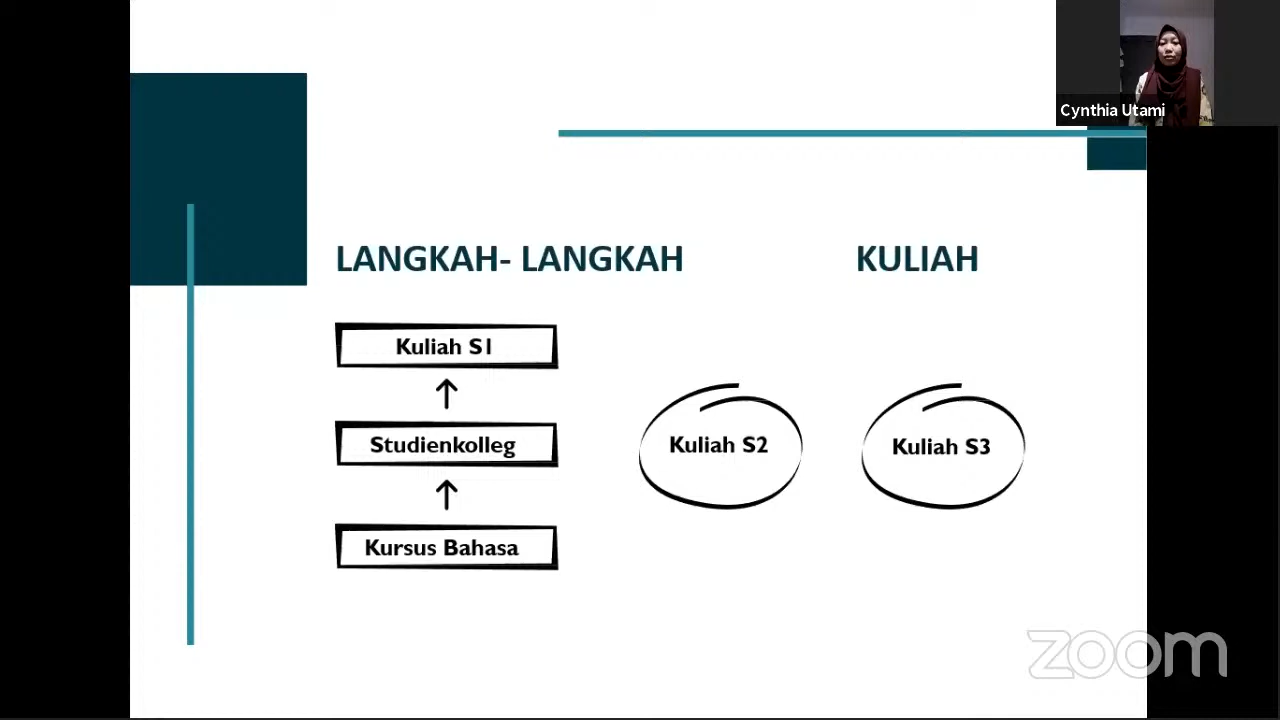 Cynthia Utami
LANGKAH- LANGKAH KULIAH
Kuliah S1
Studienkolleg
Kursus Bahasa
Kuliah S2
Kuliah S3
zoom